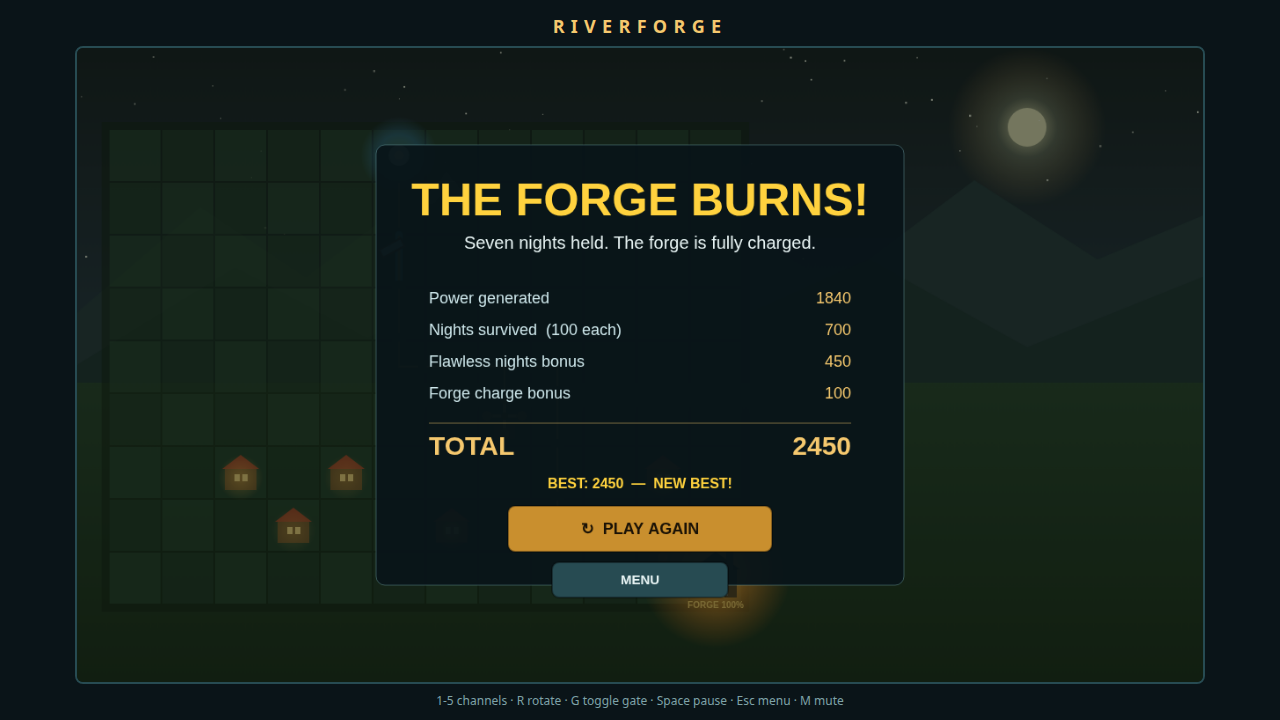 RIVERFORGE
THE FORGE BURNS!
Seven nights held. The forge is fully charged.
Power generated 1840
Nights survived (100 each) 700
Flawless nights bonus 450
Forge charge bonus 100
TOTAL 2450
BEST: 2450 — NEW BEST!
↻ PLAY AGAIN
MENU
FORGE 100%
1-5 channels · R rotate · G toggle gate · Space pause · Esc menu · M mute